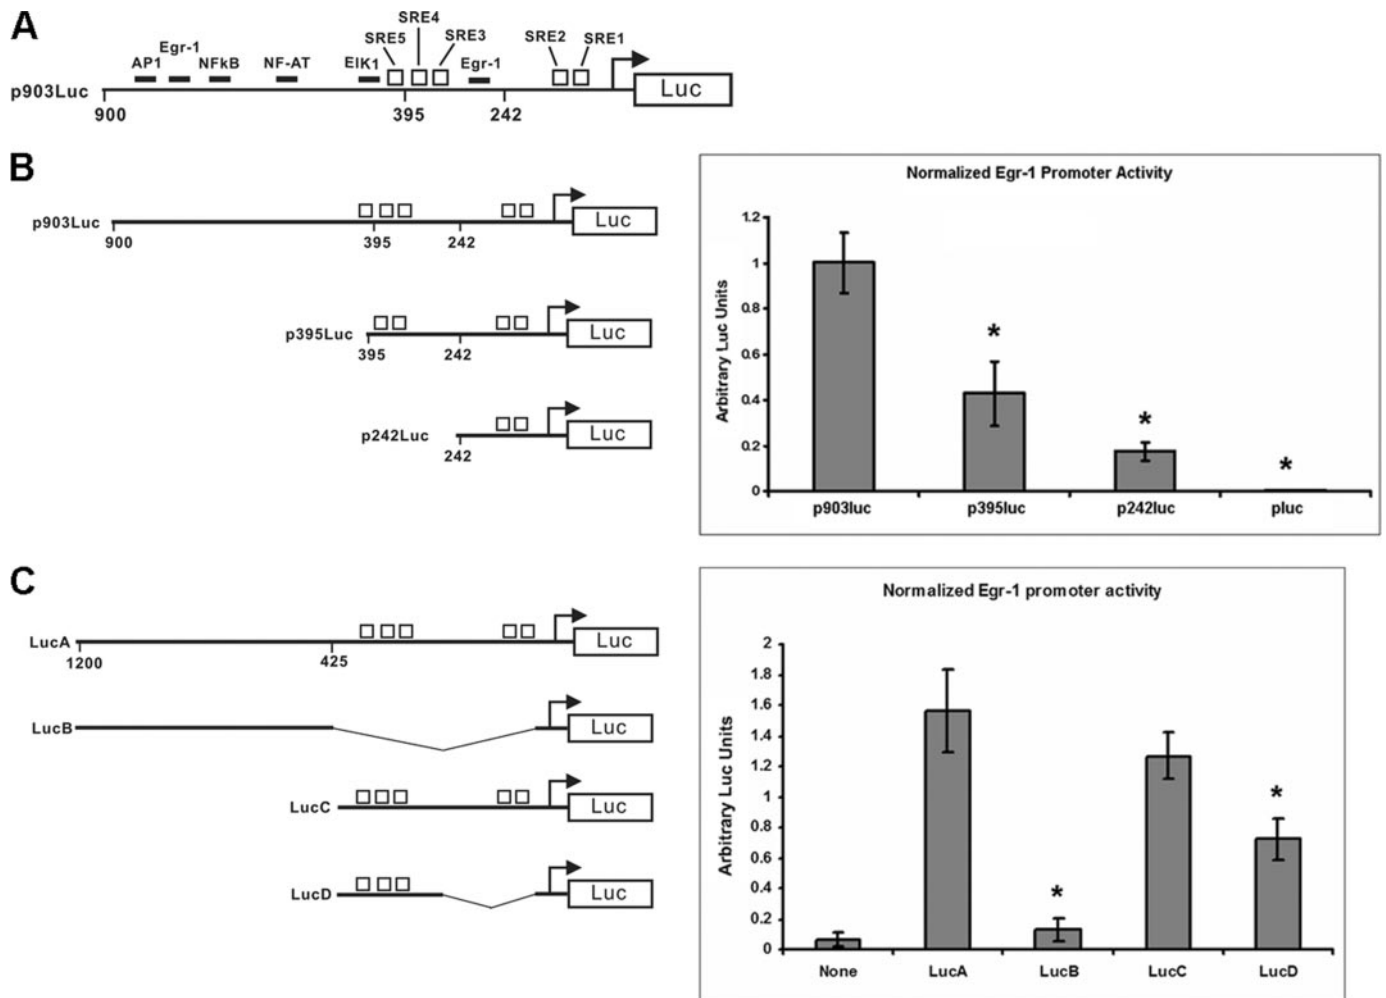 A
SRE4
SRE5 SRE3 SRE2 SRE1
Egr-1
AP1 NFkB NF-AT ElK1 Egr-1
p903Luc Luc
900 395 242
B
p903Luc Luc
900 395 242
p395Luc Luc
395 242
p242Luc Luc
242
Normalized Egr-1 Promoter Activity
Arbitrary Luc Units
1.2
1
0.8
0.6
0.4
0.2
0
* * *
p903luc p395luc p242luc pluc
C
LucA Luc
1200 425
LucB Luc
LucC Luc
LucD Luc
Normalized Egr-1 promoter activity
Arbitrary Luc Units
2
1.8
1.6
1.4
1.2
1
0.8
0.6
0.4
0.2
0
* *
None LucA LucB LucC LucD